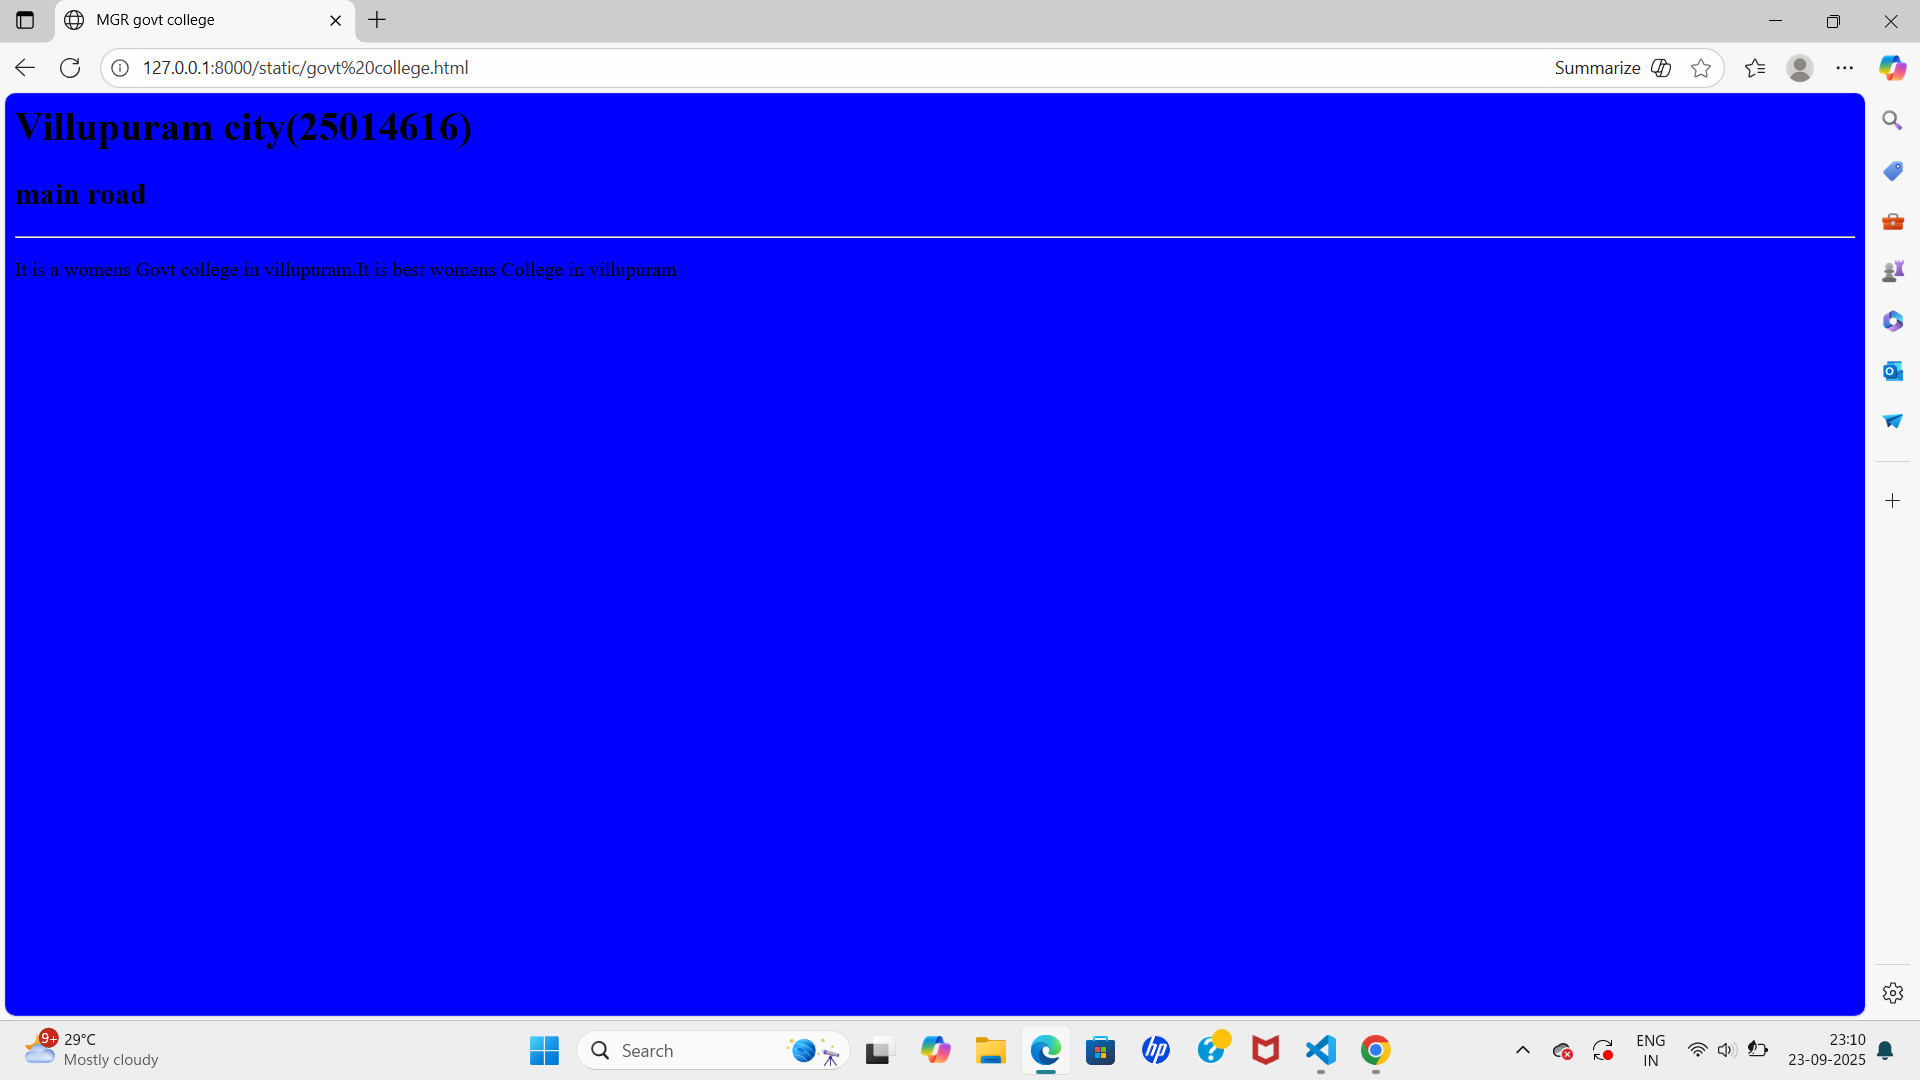 MGR govt college
127.0.0.1:8000/static/govt%20college.html
Summarize
Villupuram city(25014616)
main road
It is a womens Govt college in villupuram.It is best womens College in villupuram
9+
29°C
Mostly cloudy
Search
hp
ENG
IN
23:10
23-09-2025